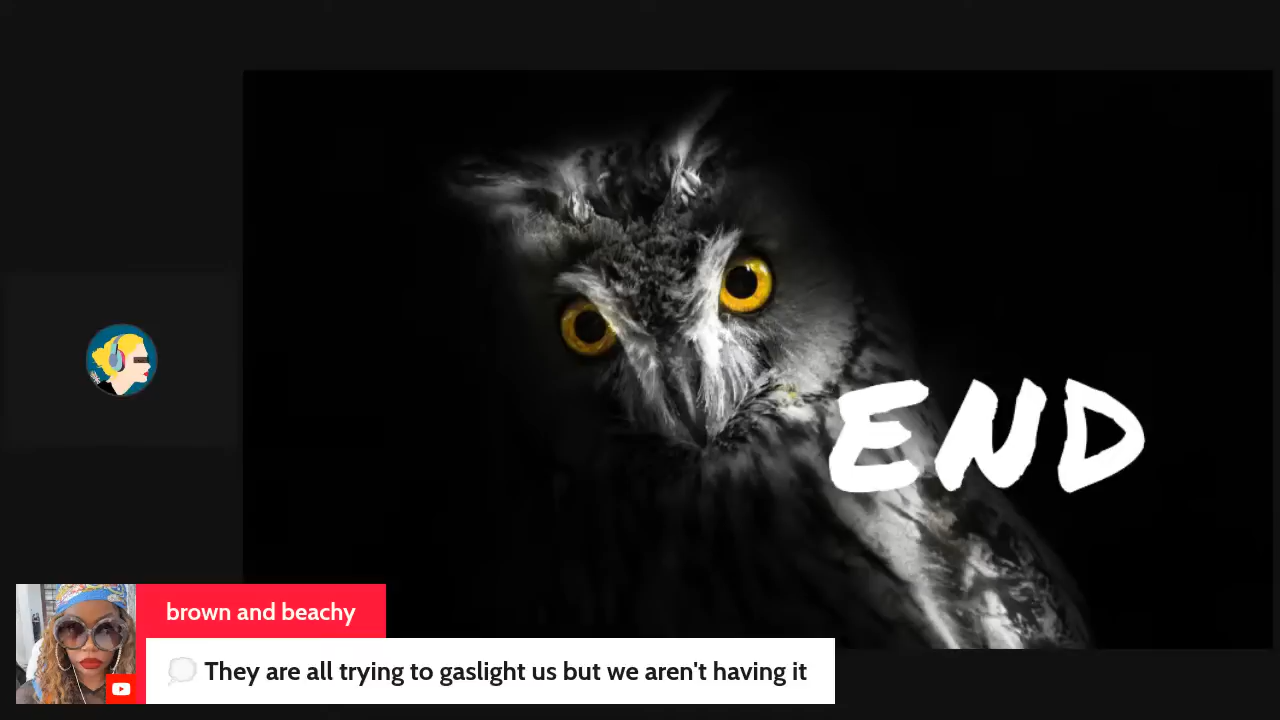 END
brown and beachy
💭 They are all trying to gaslight us but we aren't having it